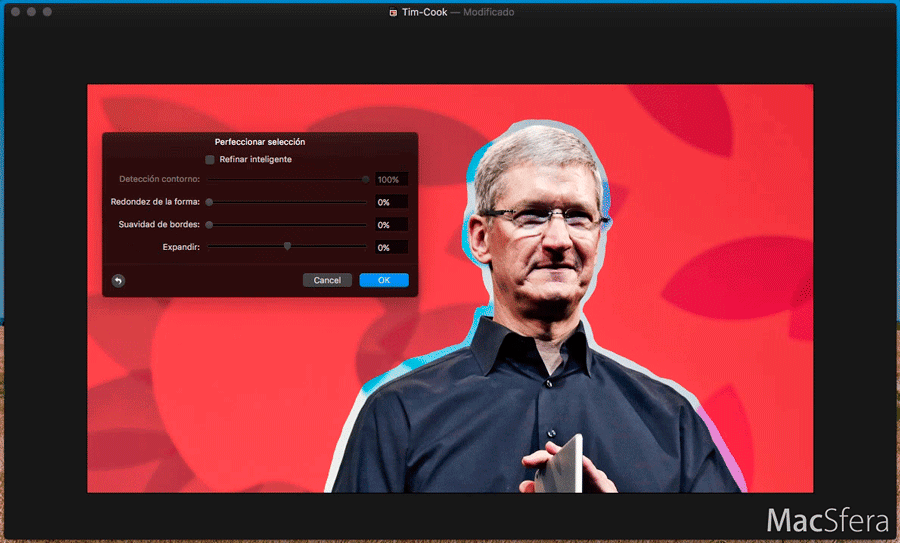 Tim-Cook — Modificado
Perfeccionar selección
Refinar inteligente
Detección contorno: 100%
Redondez de la forma: 0%
Suavidad de bordes: 0%
Expandir: 0%
Cancel OK
MacSfera